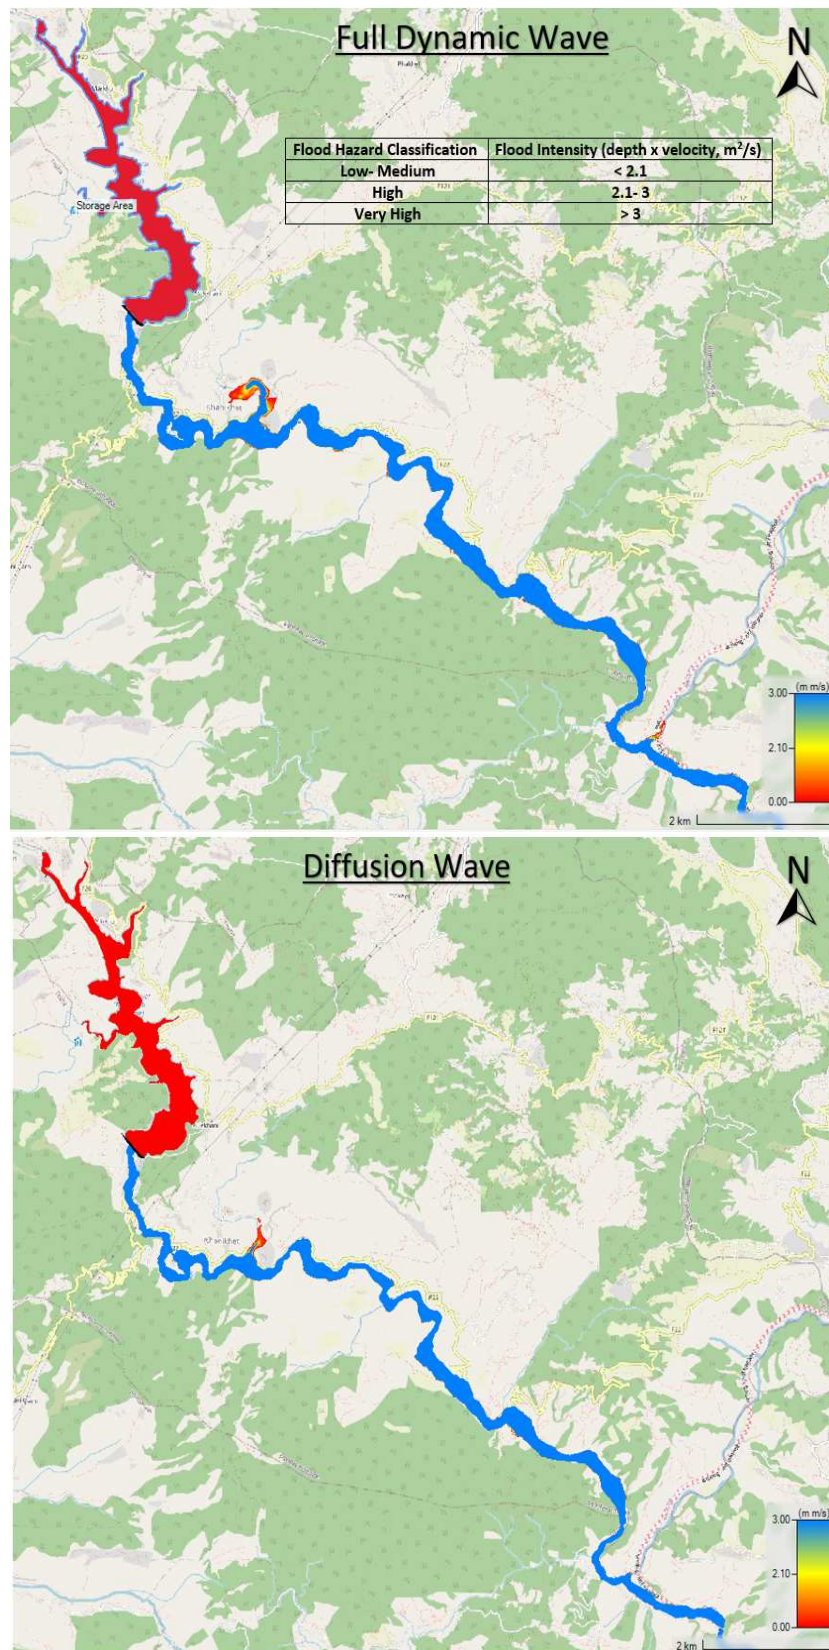 Full Dynamic Wave
N
Flood Hazard Classification Flood Intensity (depth x velocity, m²/s)
Low- Medium < 2.1
High 2.1- 3
Very High > 3
Storage Area
3.00 (m m/s)
2.10
0.00
2 km
Diffusion Wave
N
3.00 (m m/s)
2.10
0.00
2 km